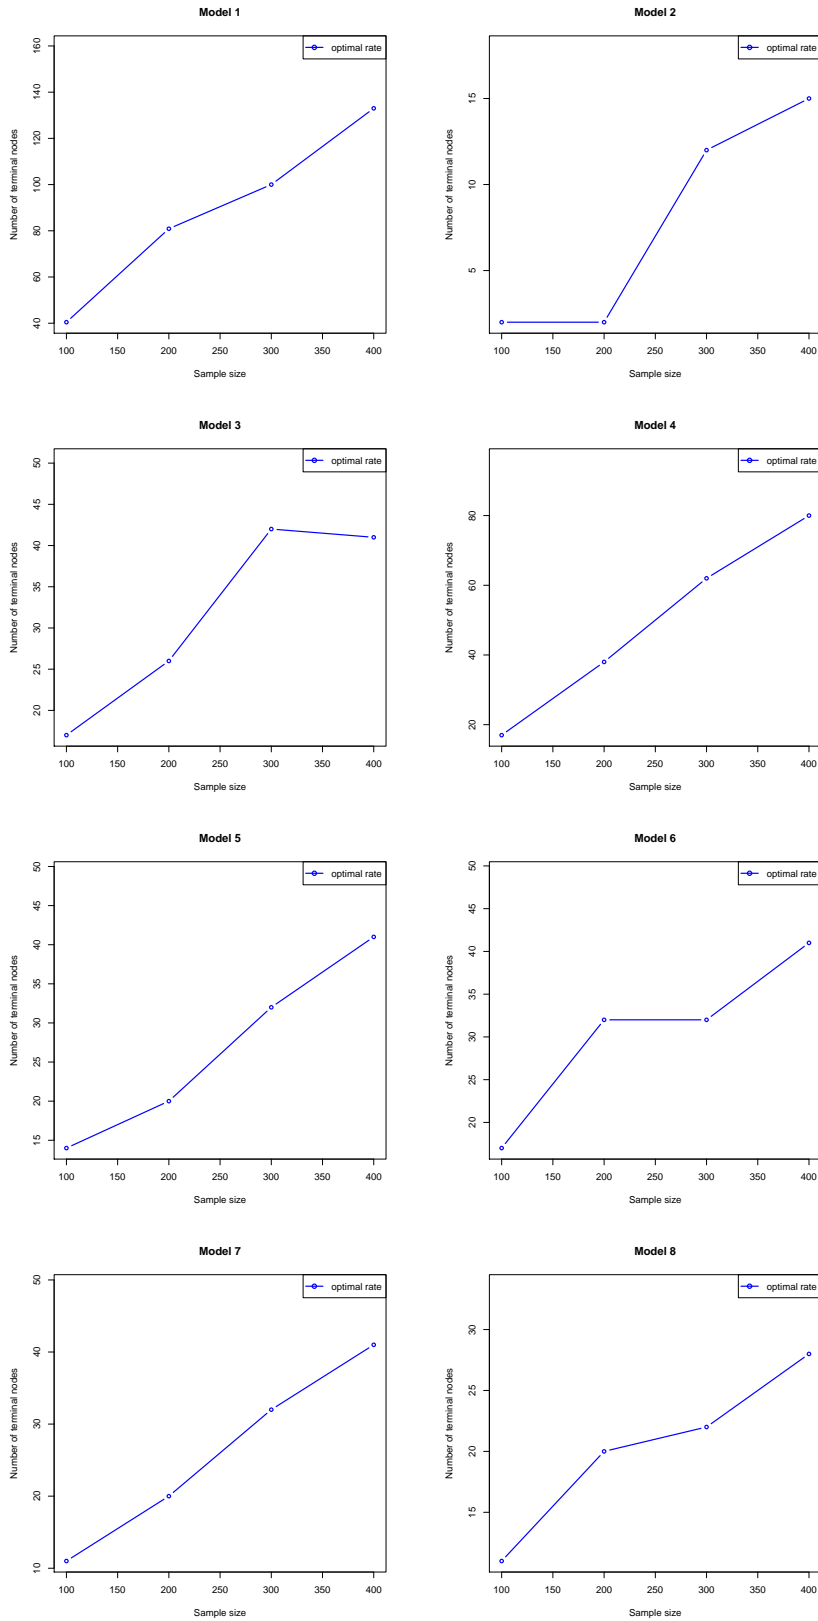 Model 1
optimal rate
Number of terminal nodes
160
140
120
100
80
60
40
100 150 200 250 300 350 400
Sample size
Model 2
optimal rate
Number of terminal nodes
15
10
5
100 150 200 250 300 350 400
Sample size
Model 3
optimal rate
Number of terminal nodes
50
45
40
35
30
25
20
100 150 200 250 300 350 400
Sample size
Model 4
optimal rate
Number of terminal nodes
80
60
40
20
100 150 200 250 300 350 400
Sample size
Model 5
optimal rate
Number of terminal nodes
50
45
40
35
30
25
20
15
100 150 200 250 300 350 400
Sample size
Model 6
optimal rate
Number of terminal nodes
50
45
40
35
30
25
20
100 150 200 250 300 350 400
Sample size
Model 7
optimal rate
Number of terminal nodes
50
40
30
20
10
100 150 200 250 300 350 400
Sample size
Model 8
optimal rate
Number of terminal nodes
30
25
20
15
100 150 200 250 300 350 400
Sample size